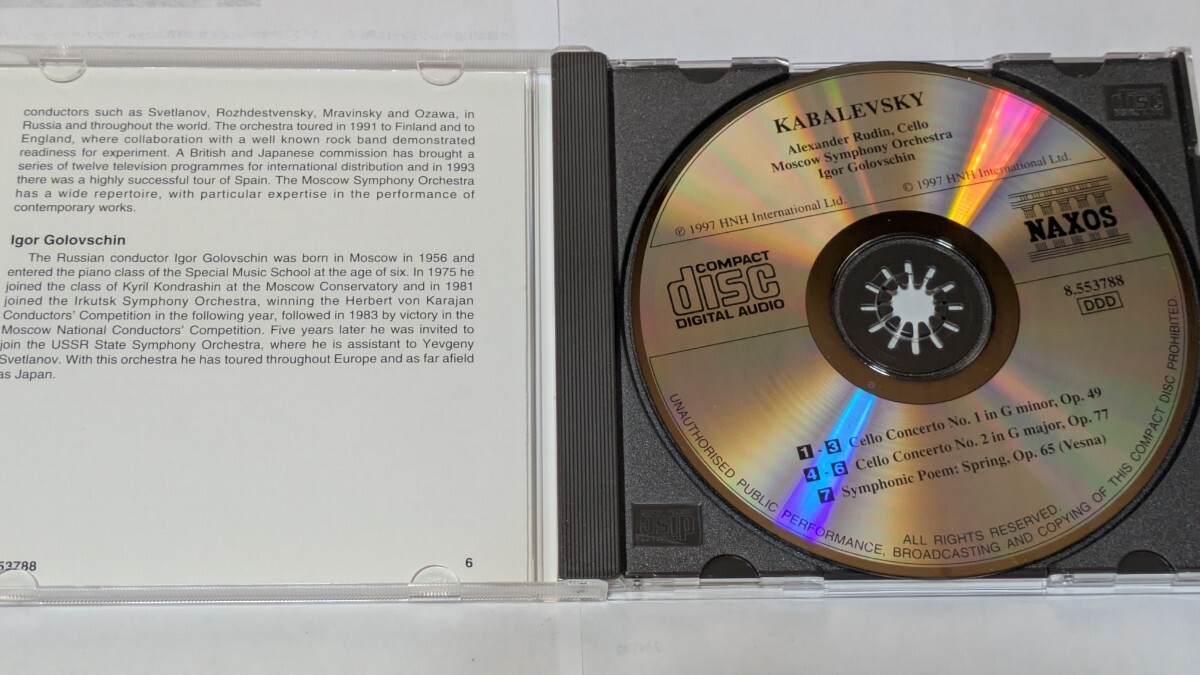 conductors such as Svetlanov, Rozhdestvensky, Mravinsky and Ozawa, in
Russia and throughout the world. The orchestra toured in 1991 to Finland and to
England, where collaboration with a well known rock band demonstrated
readiness for experiment. A British and Japanese commission has brought a
series of twelve television programmes for international distribution and in 1993
there was a highly successful tour of Spain. The Moscow Symphony Orchestra
has a wide repertoire, with particular expertise in the performance of
contemporary works.
Igor Golovschin
The Russian conductor Igor Golovschin was born in Moscow in 1956 and
entered the piano class of the Special Music School at the age of six. In 1975 he
joined the class of Kyril Kondrashin at the Moscow Conservatory and in 1981
joined the Irkutsk Symphony Orchestra, winning the Herbert von Karajan
Conductors' Competition in the following year, followed in 1983 by victory in the
Moscow National Conductors' Competition. Five years later he was invited to
join the USSR State Symphony Orchestra, where he is assistant to Yevgeny
Svetlanov. With this orchestra he has toured throughout Europe and as far afield
as Japan.
53788
6
KABALEVSKY
Alexander Rudin, Cello
Moscow Symphony Orchestra
Igor Golovschin
℗ 1997 HNH International Ltd.
© 1997 HNH International Ltd.
NAXOS
COMPACT
disc
DIGITAL AUDIO
8.553788
DDD
1 - 3 Cello Concerto No. 1 in G minor, Op. 49
4 - 6 Cello Concerto No. 2 in G major, Op. 77
7 Symphonic Poem: Spring, Op. 65 (Vesna)
ALL RIGHTS RESERVED.
UNAUTHORISED PUBLIC PERFORMANCE, BROADCASTING AND COPYING OF THIS COMPACT DISC PROHIBITED.
disc
disc